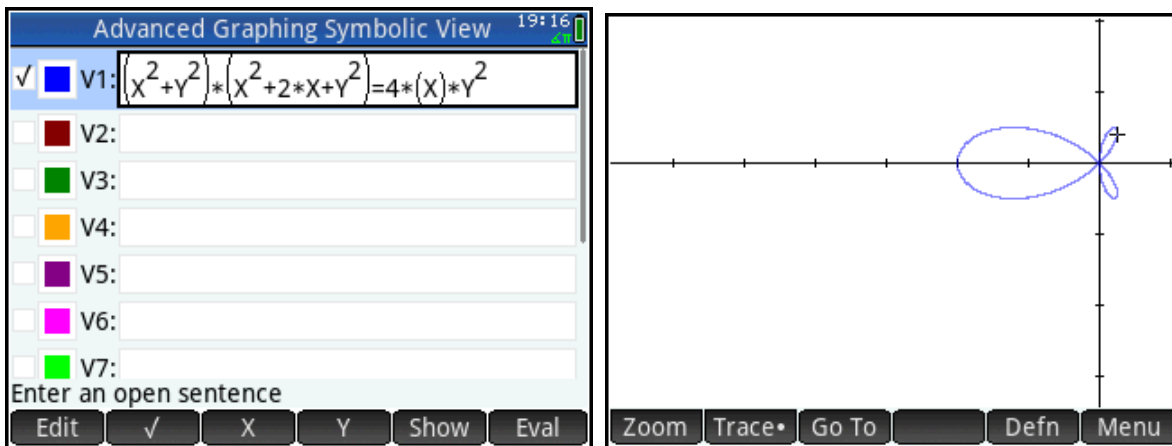 Advanced Graphing Symbolic View 19:16
∡π
√ V1: (X²+Y²)*(X²+2*X+Y²)=4*(X)*Y²
V2:
V3:
V4:
V5:
V6:
V7:
Enter an open sentence
Edit √ X Y Show Eval
Zoom Trace• Go To Defn Menu